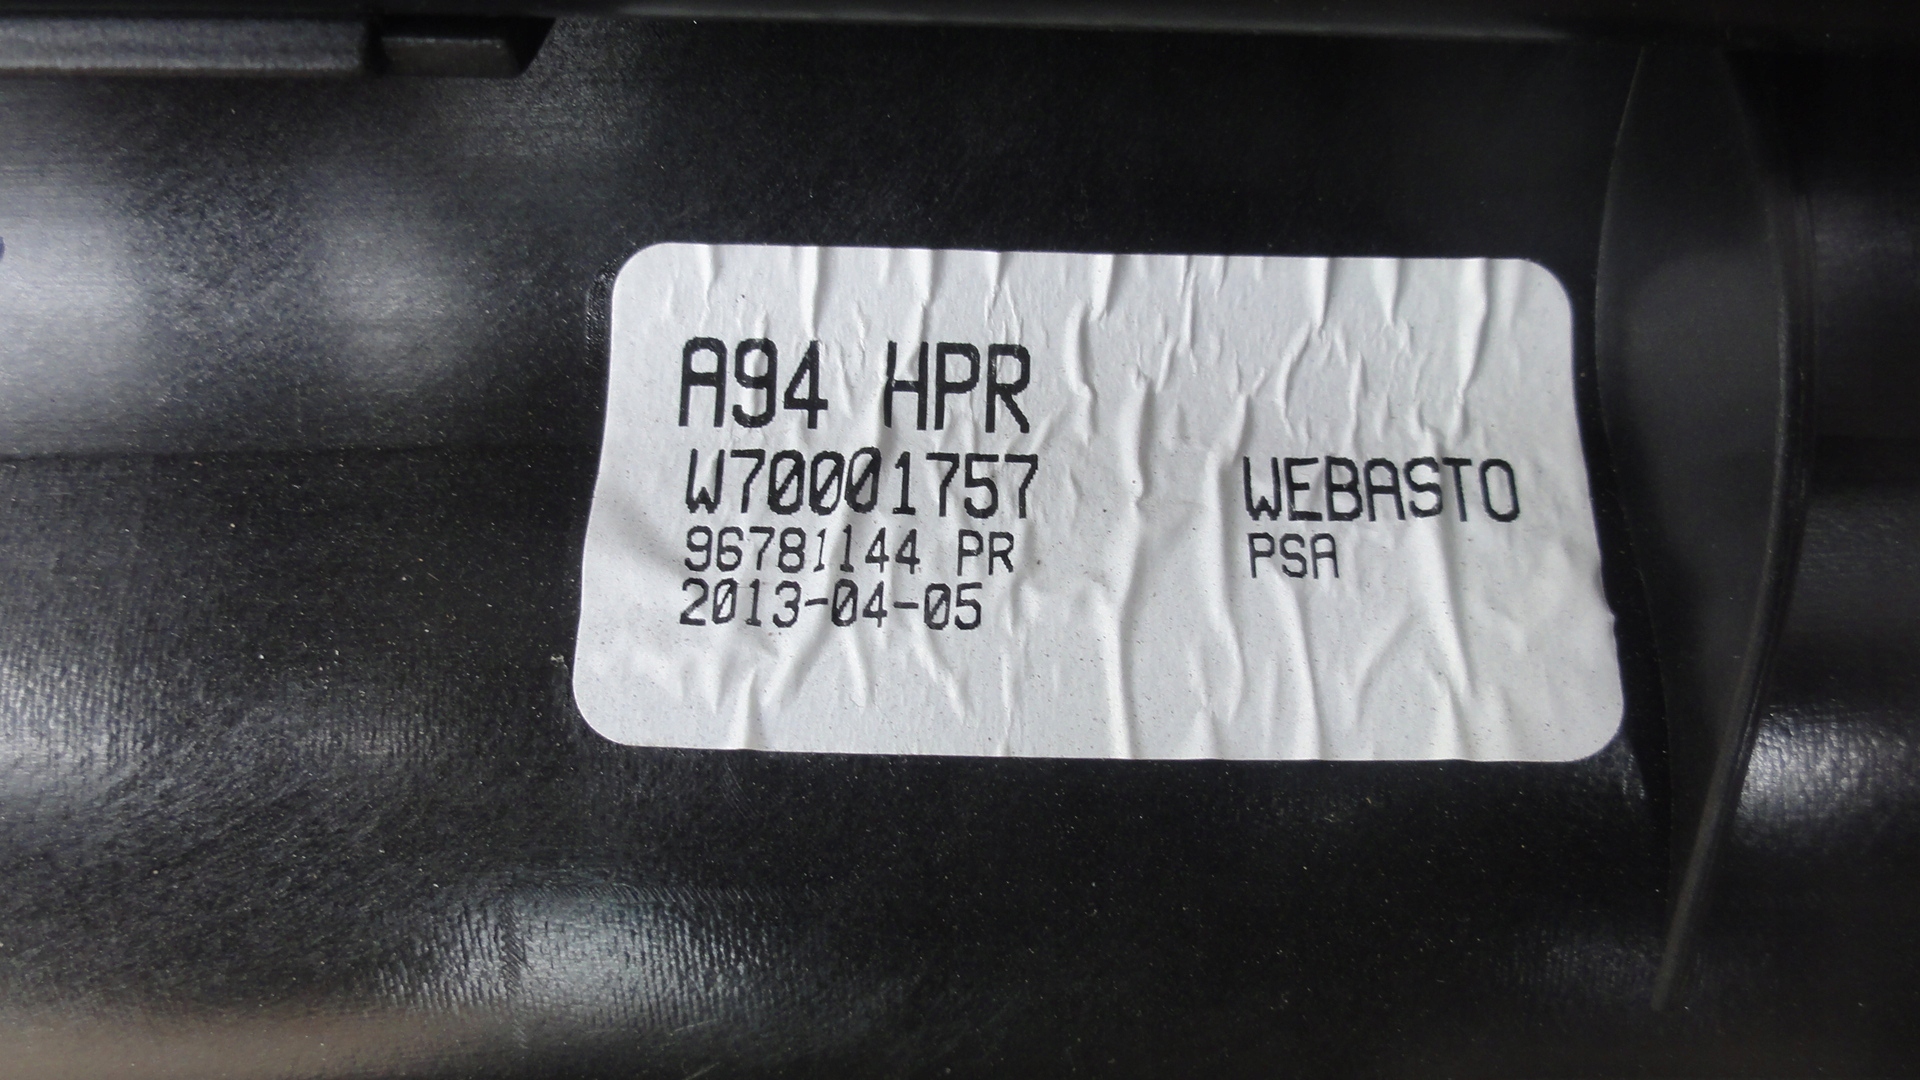 A94 HPR
W70001757
WEBASTO
96781144 PR
PSA
2013-04-05